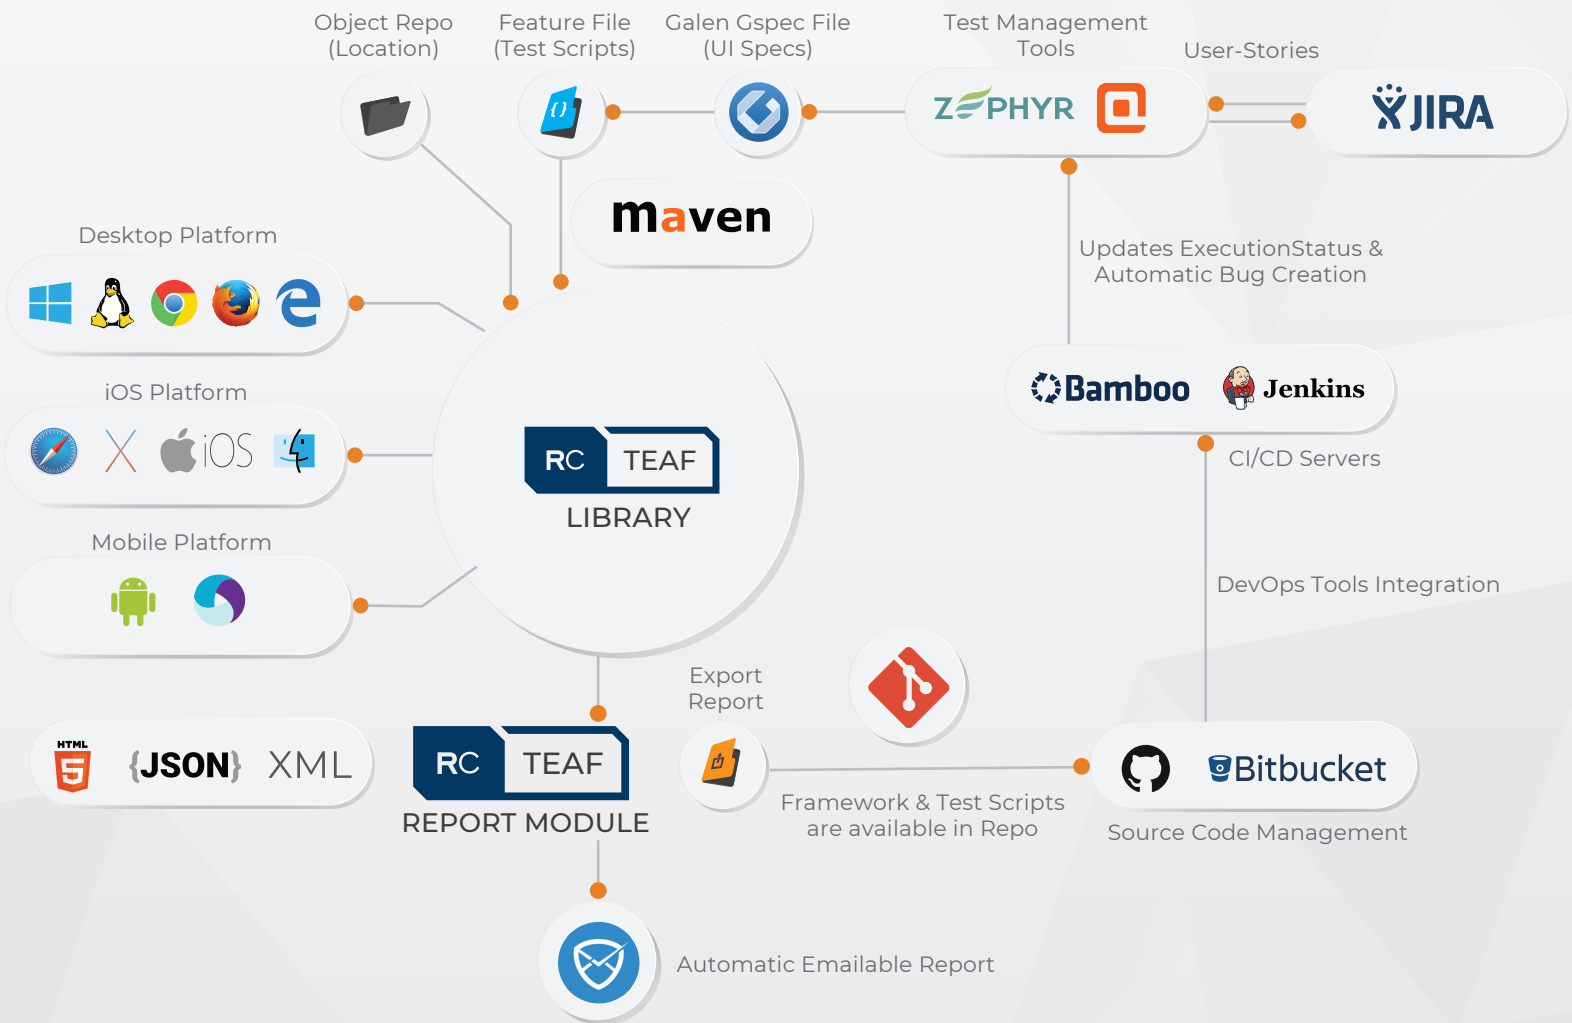 Object Repo
(Location)
Feature File
(Test Scripts)
Galen Gspec File
(UI Specs)
Test Management
Tools
User-Stories
{}
ZEPHYR
JIRA
maven
Desktop Platform
Updates ExecutionStatus &
Automatic Bug Creation
iOS Platform
X
iOS
Bamboo
Jenkins
CI/CD Servers
RC TEAF
LIBRARY
Mobile Platform
DevOps Tools Integration
Export
Report
HTML
5
{JSON}
XML
RC TEAF
REPORT MODULE
Bitbucket
Framework & Test Scripts
are available in Repo
Source Code Management
Automatic Emailable Report